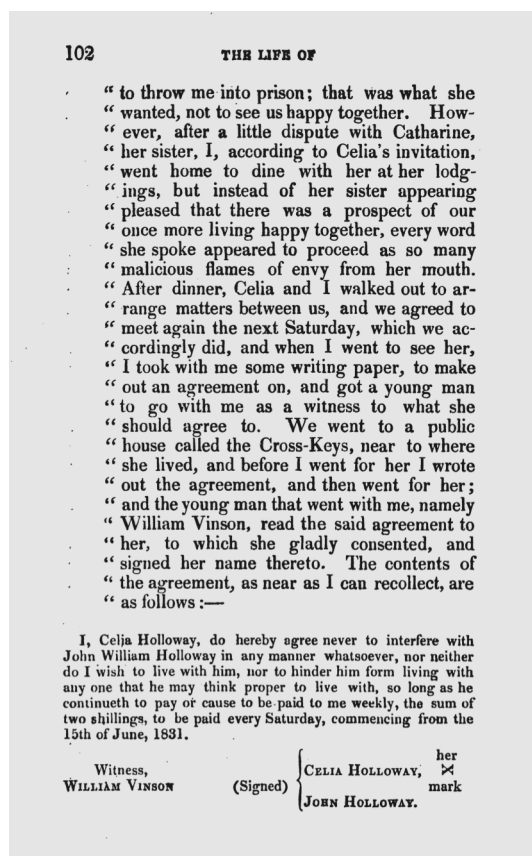 102 THE LIFE OF
“ to throw me into prison; that was what she
“ wanted, not to see us happy together. How-
“ ever, after a little dispute with Catharine,
“ her sister, I, according to Celia's invitation,
“ went home to dine with her at her lodg-
“ ings, but instead of her sister appearing
“ pleased that there was a prospect of our
“ once more living happy together, every word
“ she spoke appeared to proceed as so many
“ malicious flames of envy from her mouth.
“ After dinner, Celia and I walked out to ar-
“ range matters between us, and we agreed to
“ meet again the next Saturday, which we ac-
“ cordingly did, and when I went to see her,
“ I took with me some writing paper, to make
“ out an agreement on, and got a young man
“ to go with me as a witness to what she
“ should agree to. We went to a public
“ house called the Cross-Keys, near to where
“ she lived, and before I went for her I wrote
“ out the agreement, and then went for her;
“ and the young man that went with me, namely
“ William Vinson, read the said agreement to
“ her, to which she gladly consented, and
“ signed her name thereto. The contents of
“ the agreement, as near as I can recollect, are
“ as follows :—
I, Celia Holloway, do hereby agree never to interfere with
John William Holloway in any manner whatsoever, nor neither
do I wish to live with him, nor to hinder him form living with
any one that he may think proper to live with, so long as he
continueth to pay or cause to be paid to me weekly, the sum of
two shillings, to be paid every Saturday, commencing from the
15th of June, 1831.
her
Witness, CELIA HOLLOWAY, ⋈
WILLIAM VINSON (Signed) mark
JOHN HOLLOWAY.